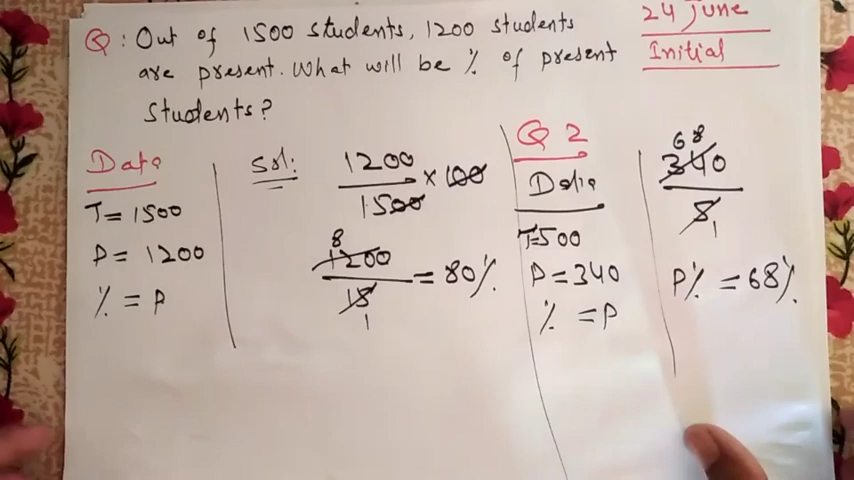 Q: Out of 1500 students, 1200 students
are present. What will be % of present
students?
24 june
Initial
Data
T= 1500
P= 1200
% = P
Sol:
1200
1500
× 100
8
1200
15
1
= 80%
Q 2
Data
T=500
P=340
% =P
68
340
5
1
P% = 68%